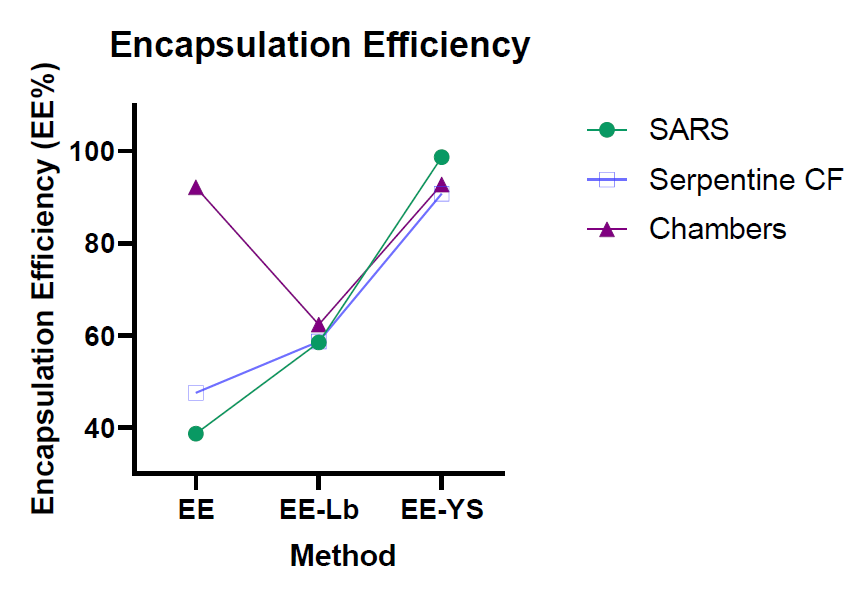 Encapsulation Efficiency
Encapsulation Efficiency (EE%)
100
80
60
40
EE EE-Lb EE-YS
Method
SARS
Serpentine CF
Chambers